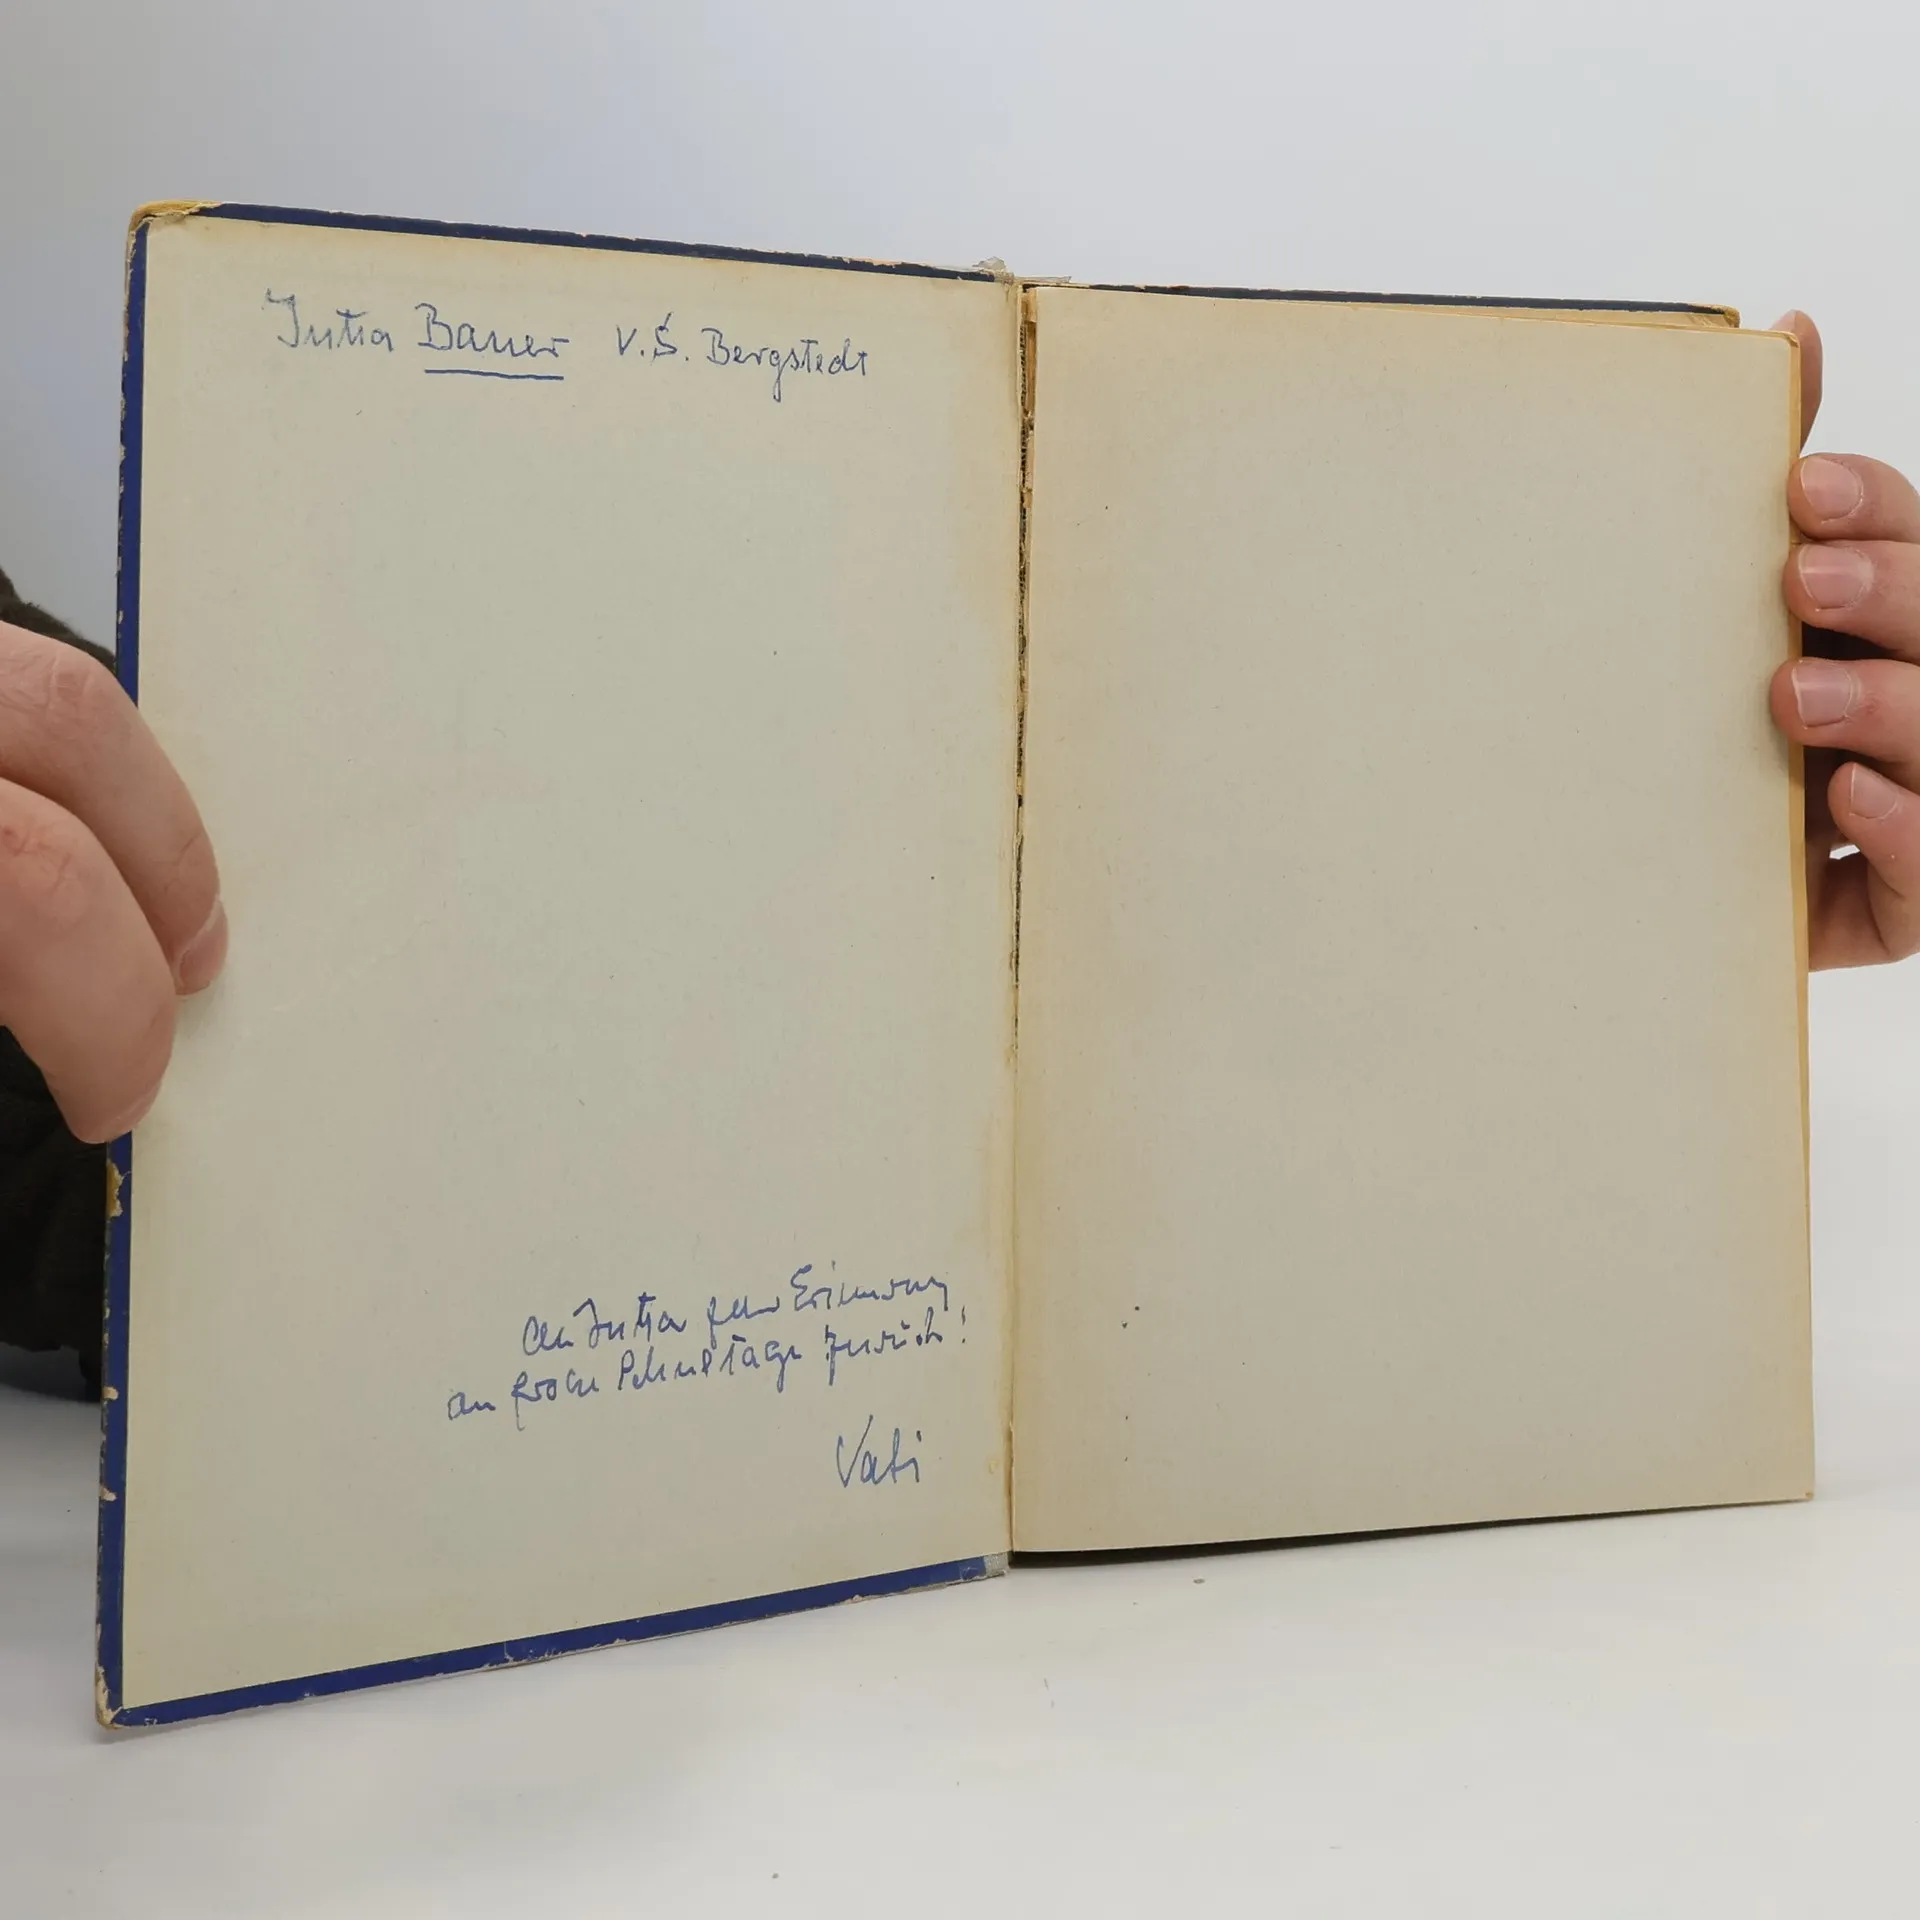 Jutta Bauer V.S. Bergstedt
An Jutta zur Erinnerung
an frohe Schultage zurück!
Vati